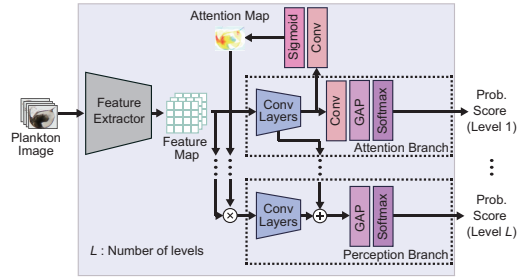 Attention Map
Sigmoid
Conv
Feature
Extractor
Plankton
Image
Feature
Map
Conv
Layers
Conv
GAP
Softmax
Attention Branch
Prob.
Score
(Level 1)
Conv
Layers
GAP
Softmax
Perception Branch
Prob.
Score
(Level L)
L : Number of levels